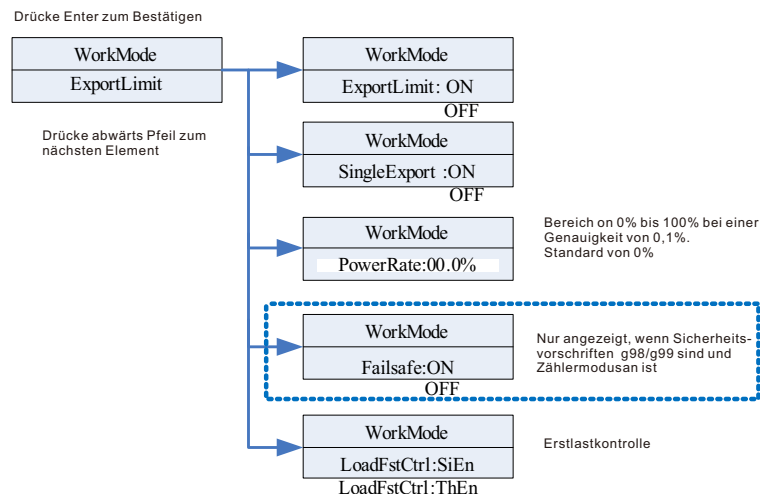 Drücke Enter zum Bestätigen
WorkMode
ExportLimit
Drücke abwärts Pfeil zum
nächsten Element
WorkMode
ExportLimit: ON
OFF
WorkMode
SingleExport :ON
OFF
WorkMode
PowerRate:00.0%
Bereich on 0% bis 100% bei einer
Genauigkeit von 0,1%.
Standard von 0%
WorkMode
Failsafe:ON
OFF
Nur angezeigt, wenn Sicherheits-
vorschriften g98/g99 sind und
Zählermodusan ist
WorkMode
LoadFstCtrl:SiEn
LoadFstCtrl:ThEn
Erstlastkontrolle